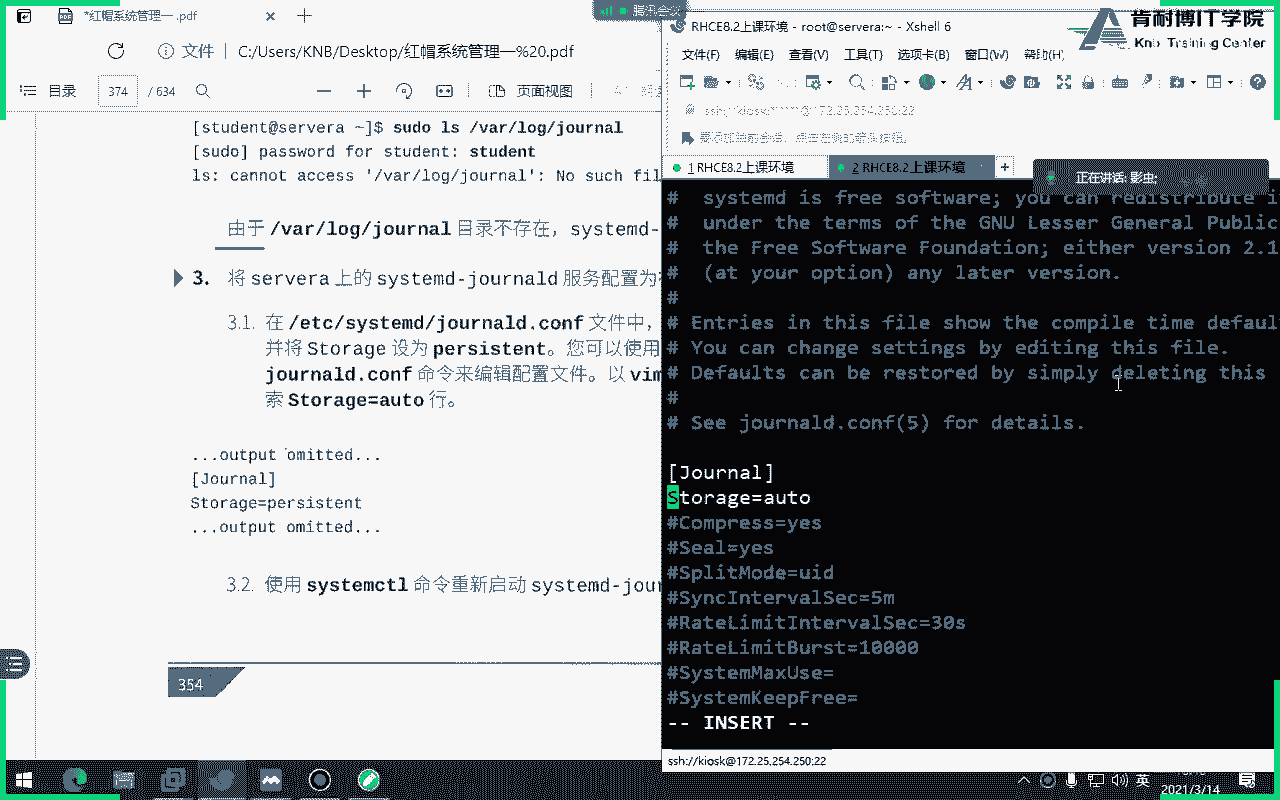 *红帽系统管理一 .pdf
腾讯会议
RHCE8.2上课环境 - root@servera:~ - Xshell 6
肯耐博IT学院
Knb Training Center
文件
C:/Users/KNB/Desktop/红帽系统管理一%20.pdf
文件(F) 编辑(E) 查看(V) 工具(T) 选项卡(B) 窗口(W) 帮助(H)
目录
374 / 634
页面视图
ssh://kiosk:*****@172.25.254.250:22
1 RHCE8.2上课环境
2 RHCE8.2上课环境
正在讲话: 影虫;
[student@servera ~]$ sudo ls /var/log/journal
[sudo] password for student: student
ls: cannot access '/var/log/journal': No such fil
由于 /var/log/journal 目录不存在，systemd-
3. 将 servera 上的 systemd-journald 服务配置为
3.1. 在 /etc/systemd/journald.conf 文件中，
并将 Storage 设为 persistent。您可以使用
journald.conf 命令来编辑配置文件。以 vim
索 Storage=auto 行。
...output omitted...
[Journal]
Storage=persistent
...output omitted...
3.2. 使用 systemctl 命令重新启动 systemd-jour
354
#  systemd is free software; you can redistribute i
#  under the terms of the GNU Lesser General Public
#  the Free Software Foundation; either version 2.1
#  (at your option) any later version.
#
# Entries in this file show the compile time defaul
# You can change settings by editing this file.
# Defaults can be restored by simply deleting this
#
# See journald.conf(5) for details.
[Journal]
Storage=auto
#Compress=yes
#Seal=yes
#SplitMode=uid
#SyncIntervalSec=5m
#RateLimitIntervalSec=30s
#RateLimitBurst=10000
#SystemMaxUse=
#SystemKeepFree=
-- INSERT --
ssh://kiosk@172.25.254.250:22
英
2021/3/14